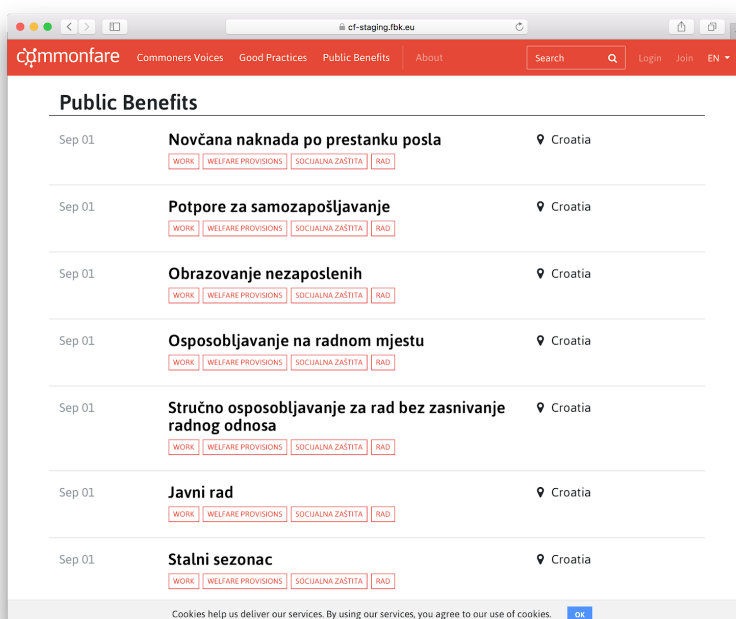 cf-staging.fbk.eu
commonfare Commoners Voices Good Practices Public Benefits About Search Login Join EN
Public Benefits
Sep 01 Novčana naknada po prestanku posla Croatia
WORK WELFARE PROVISIONS SOCIJALNA ZAŠTITA RAD
Sep 01 Potpore za samozapošljavanje Croatia
WORK WELFARE PROVISIONS SOCIJALNA ZAŠTITA RAD
Sep 01 Obrazovanje nezaposlenih Croatia
WORK WELFARE PROVISIONS SOCIJALNA ZAŠTITA RAD
Sep 01 Osposobljavanje na radnom mjestu Croatia
WORK WELFARE PROVISIONS SOCIJALNA ZAŠTITA RAD
Sep 01 Stručno osposobljavanje za rad bez zasnivanje Croatia
radnog odnosa
WORK WELFARE PROVISIONS SOCIJALNA ZAŠTITA RAD
Sep 01 Javni rad Croatia
WORK WELFARE PROVISIONS SOCIJALNA ZAŠTITA RAD
Sep 01 Stalni sezonac Croatia
WORK WELFARE PROVISIONS SOCIJALNA ZAŠTITA RAD
Cookies help us deliver our services. By using our services, you agree to our use of cookies. OK